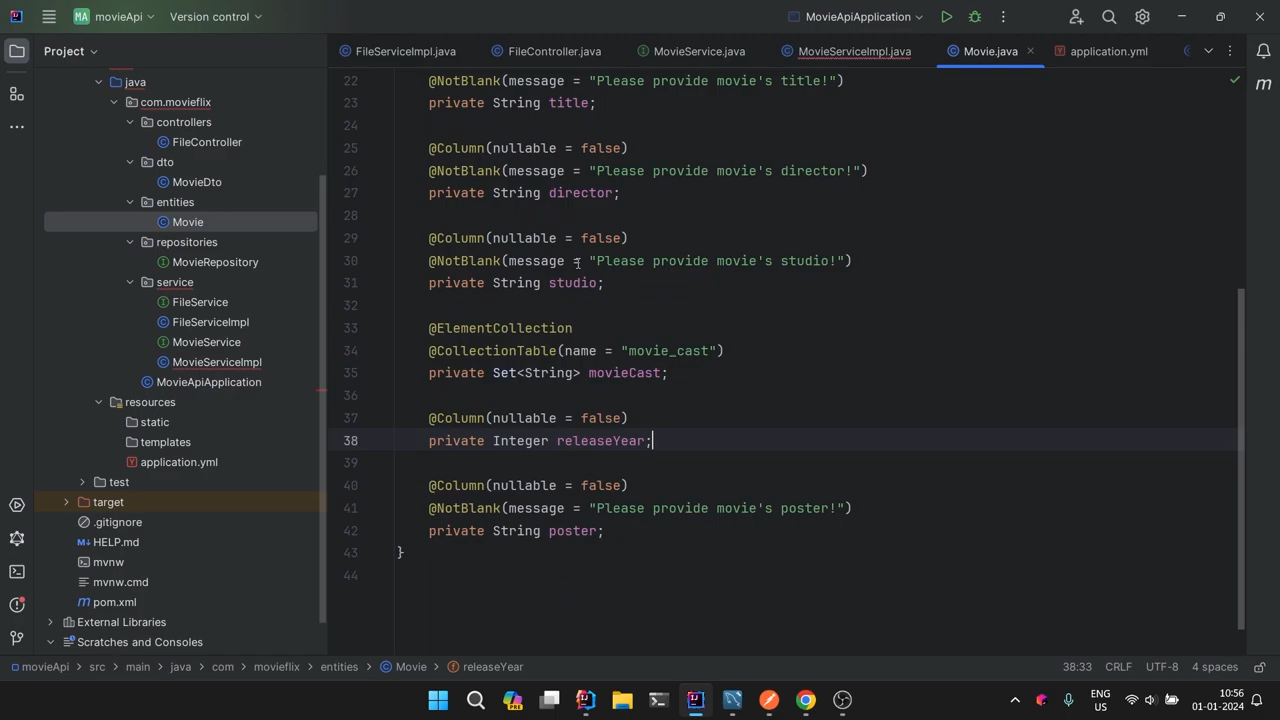 MA movieApi Version control MovieApiApplication
Project
FileServiceImpl.java FileController.java MovieService.java MovieServiceImpl.java Movie.java application.yml
java
com.movieflix
controllers
FileController
dto
MovieDto
entities
Movie
repositories
MovieRepository
service
FileService
FileServiceImpl
MovieService
MovieServiceImpl
MovieApiApplication
resources
static
templates
application.yml
test
target
.gitignore
HELP.md
mvnw
mvnw.cmd
pom.xml
External Libraries
Scratches and Consoles
22 @NotBlank(message = "Please provide movie's title!")
23 private String title;
24
25 @Column(nullable = false)
26 @NotBlank(message = "Please provide movie's director!")
27 private String director;
28
29 @Column(nullable = false)
30 @NotBlank(message = "Please provide movie's studio!")
31 private String studio;
32
33 @ElementCollection
34 @CollectionTable(name = "movie_cast")
35 private Set<String> movieCast;
36
37 @Column(nullable = false)
38 private Integer releaseYear;
39
40 @Column(nullable = false)
41 @NotBlank(message = "Please provide movie's poster!")
42 private String poster;
43 }
44
m
movieApi > src > main > java > com > movieflix > entities > Movie > releaseYear 38:33 CRLF UTF-8 4 spaces
ENG
US
10:56
01-01-2024